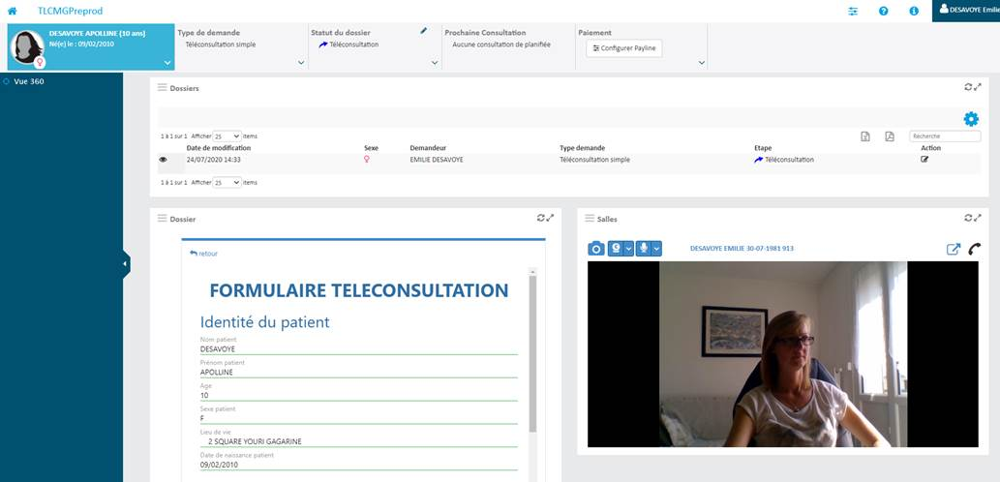 TLCMGPreprod
DESAVOYE Emilie
DESAVOYE APOLLINE (10 ans)
Né(e) le : 09/02/2010
Type de demande
Téléconsultation simple
Statut du dossier
Téléconsultation
Prochaine Consultation
Aucune consultation de planifiée
Paiement
Configurer Payline
Vue 360
Dossiers
1 à 1 sur 1 Afficher 25 items
Recherche
Date de modification Sexe Demandeur Type demande Etape Action
24/07/2020 14:33 EMILIE DESAVOYE Téléconsultation simple Téléconsultation
1 à 1 sur 1 Afficher 25 items
Dossier
retour
FORMULAIRE TELECONSULTATION
Identité du patient
Nom patient
DESAVOYE
Prénom patient
APOLLINE
Age
10
Sexe patient
F
Lieu de vie
2 SQUARE YOURI GAGARINE
Date de naissance patient
09/02/2010
Salles
DESAVOYE EMILIE 30-07-1981 913